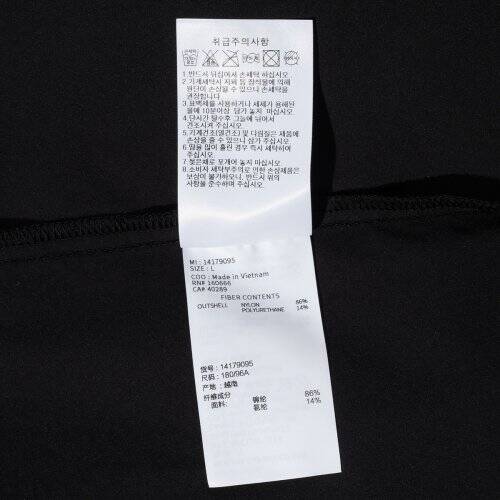 취급주의사항
1. 반드시 뒤집어서 손세탁 하십시오.
2. 기계세탁시 지퍼 등 장식물에 의해
원단이 손상될 수 있으니 손세탁을
권장합니다.
3. 표백제를 사용하거나 세제가 용해된
물에 10분이상 담가 놓지 마십시오.
4. 단시간 탈수후 그늘에 뉘어서
건조시켜 주십시오.
5. 기계건조(열건조) 및 다림질은 제품에
손상을 줄 수 있으니 삼가 주십시오.
6. 땀을 많이 흘린 경우 즉시 세탁하여
주십시오.
7. 젖은채로 포개어 놓지 마십시오.
8. 소비자 세탁부주의로 인한 손상제품은
보상이 불가하오니, 반드시 위의
사항을 준수하여 주십시오.
MI : 14179095
SIZE : L
COO : Made in Vietnam
RN# 160666
CA# 40289
FIBER CONTENTS
OUTSHELL NYLON 86%
POLYURETHANE 14%
货号: 14179095
尺码: 180/96A
产地: 越南
纤维成分
面料: 锦纶 86%
氨纶 14%